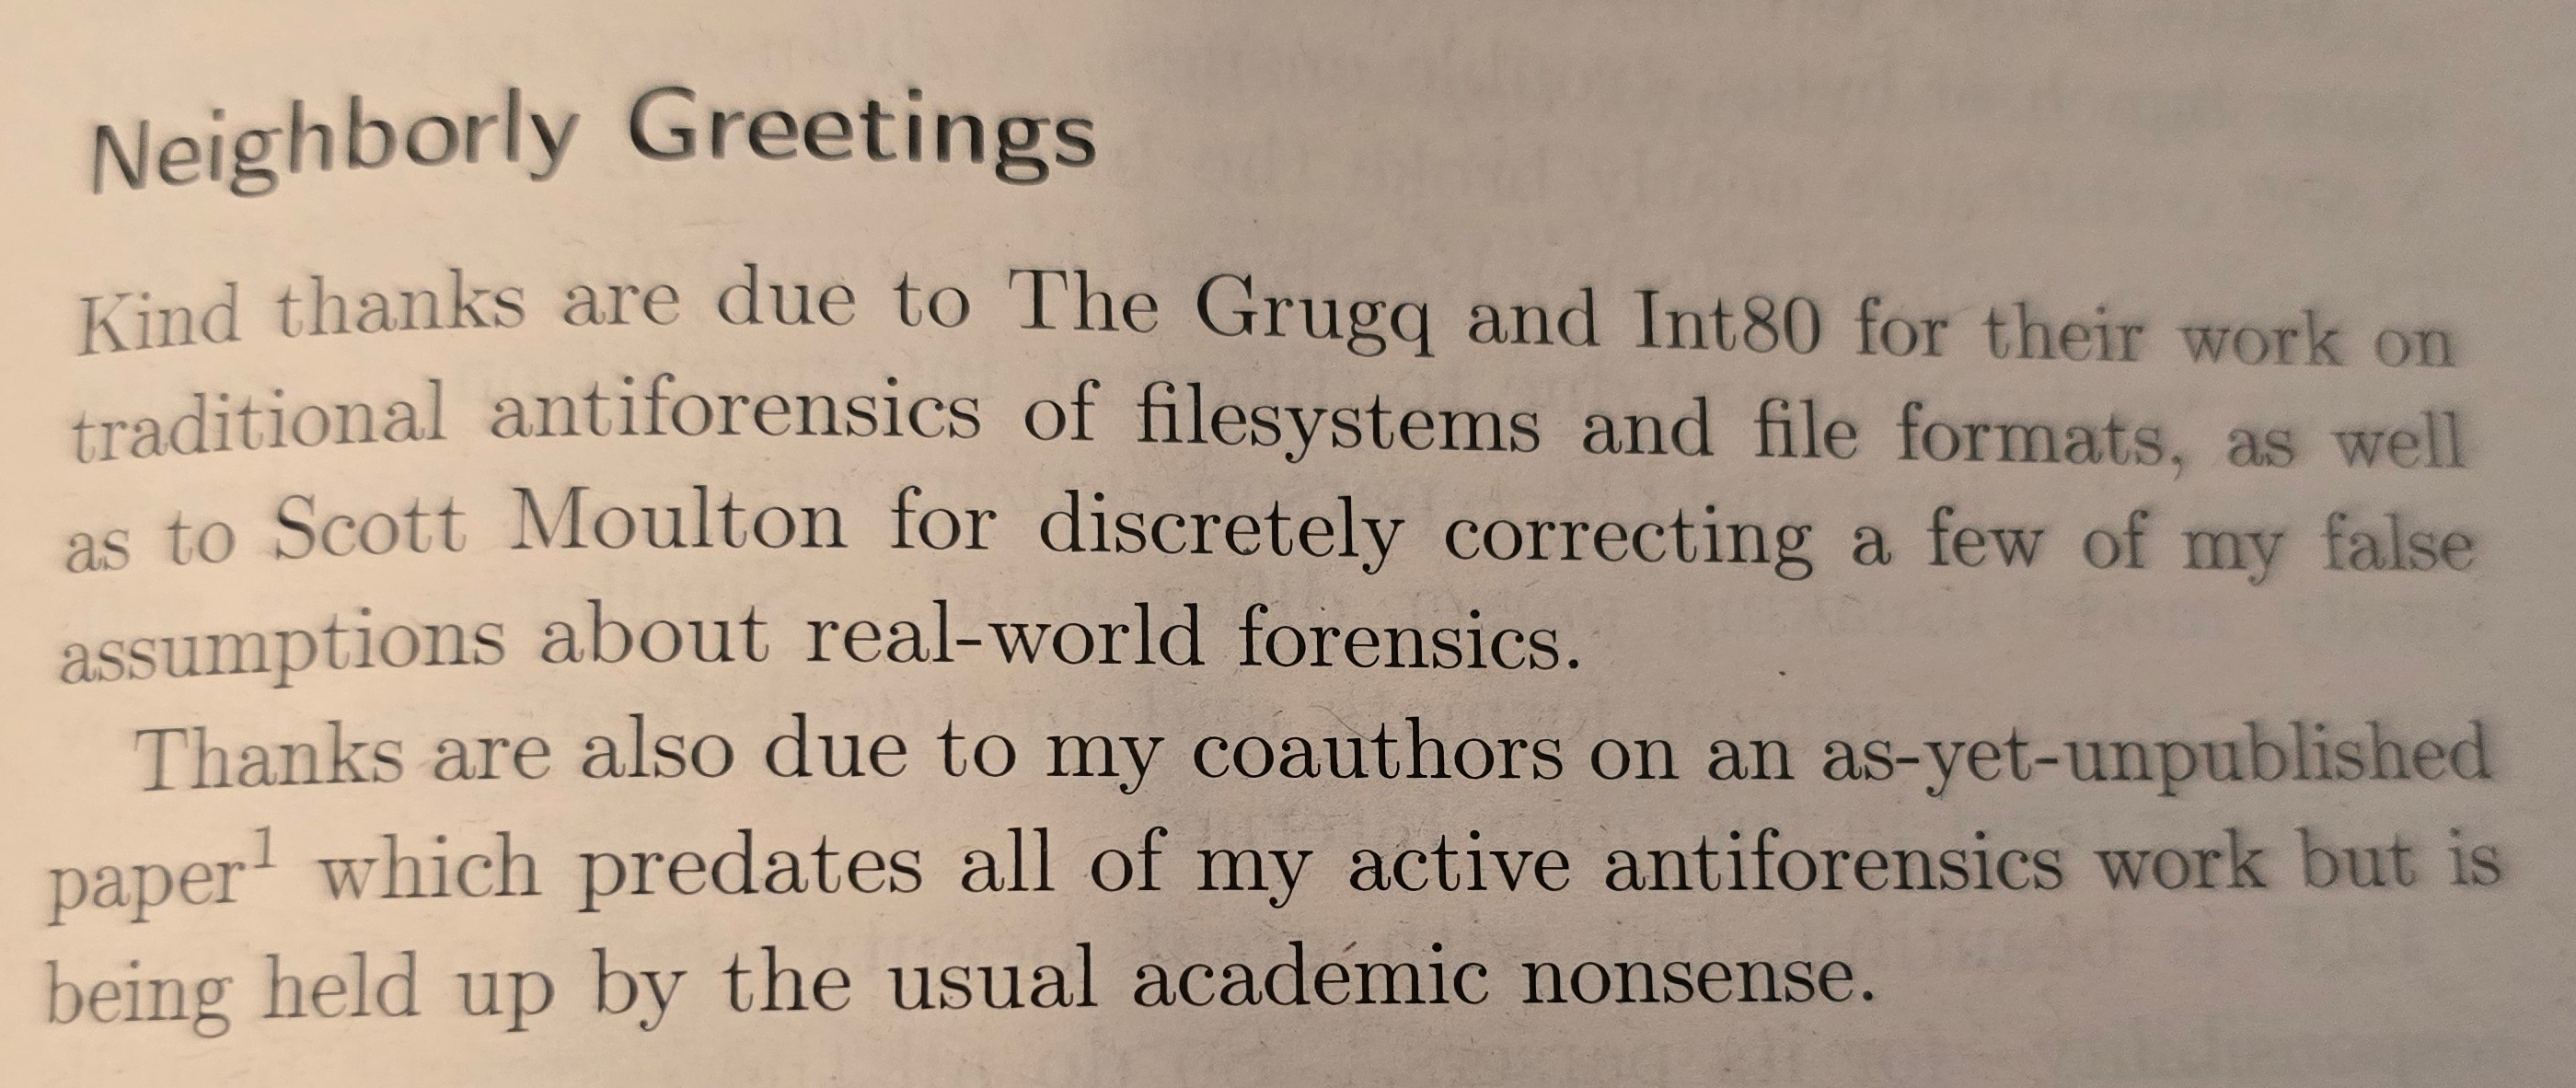 Neighborly Greetings
Kind thanks are due to The Grugq and Int80 for their work on
traditional antiforensics of filesystems and file formats, as well
as to Scott Moulton for discretely correcting a few of my false
assumptions about real-world forensics.
Thanks are also due to my coauthors on an as-yet-unpublished
paper¹ which predates all of my active antiforensics work but is
being held up by the usual academic nonsense.